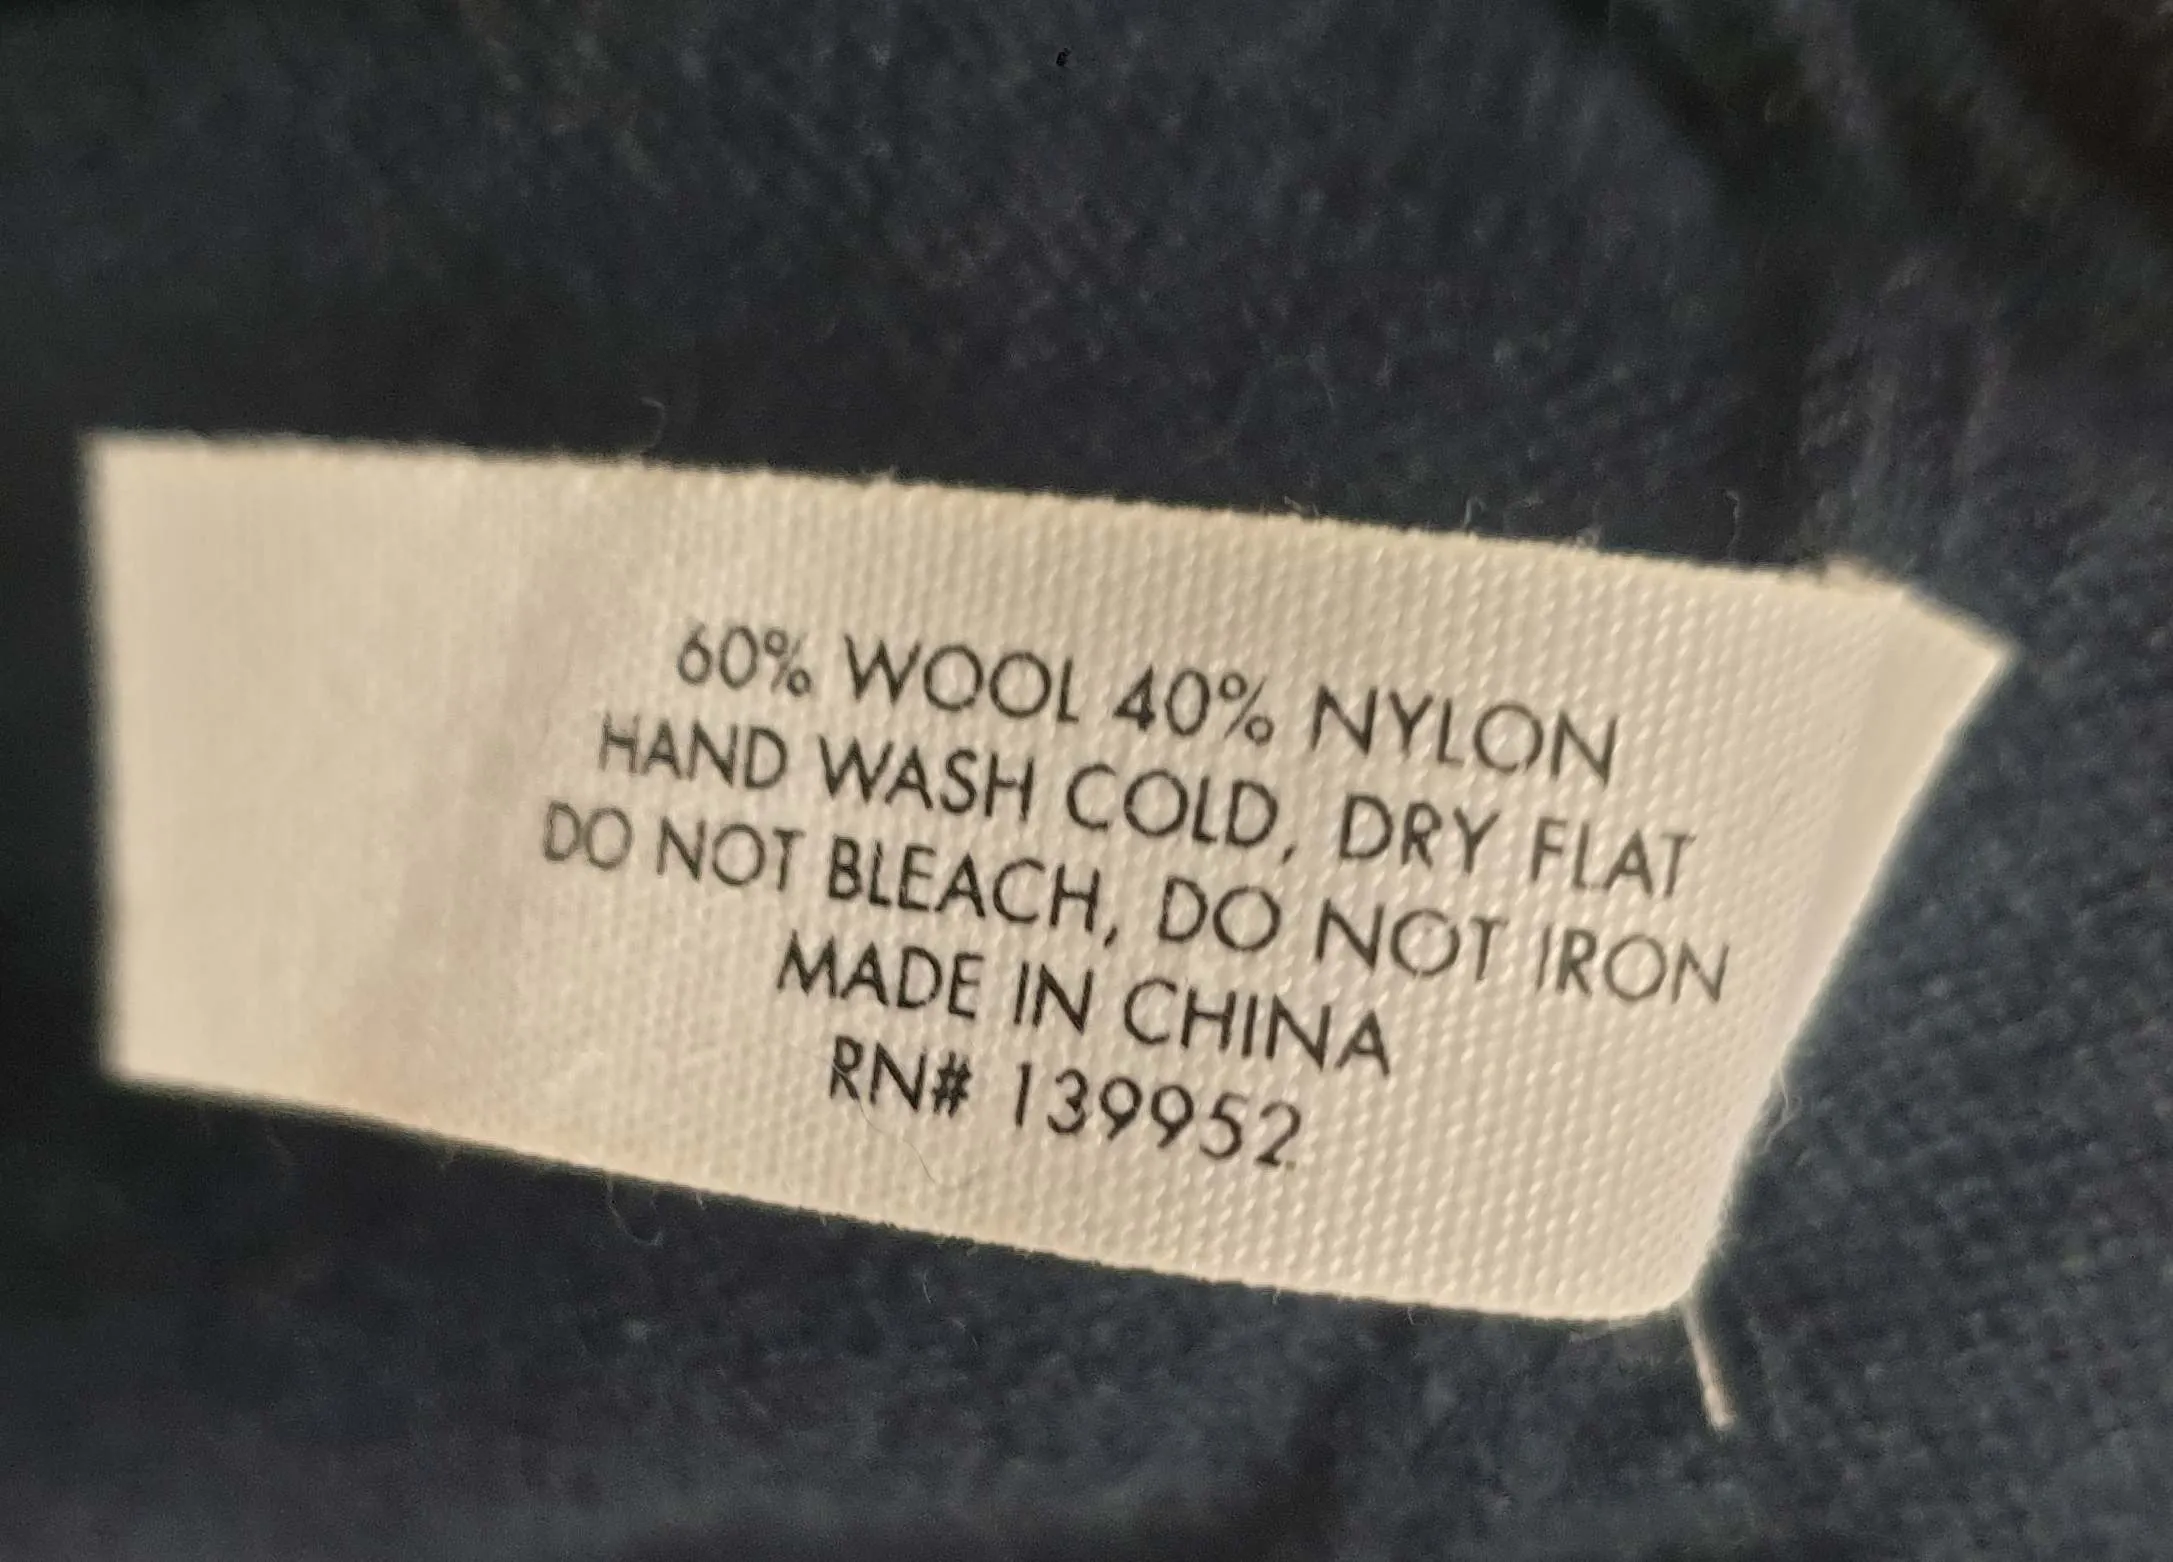 60% WOOL 40% NYLON
HAND WASH COLD, DRY FLAT
DO NOT BLEACH, DO NOT IRON
MADE IN CHINA
RN# 139952